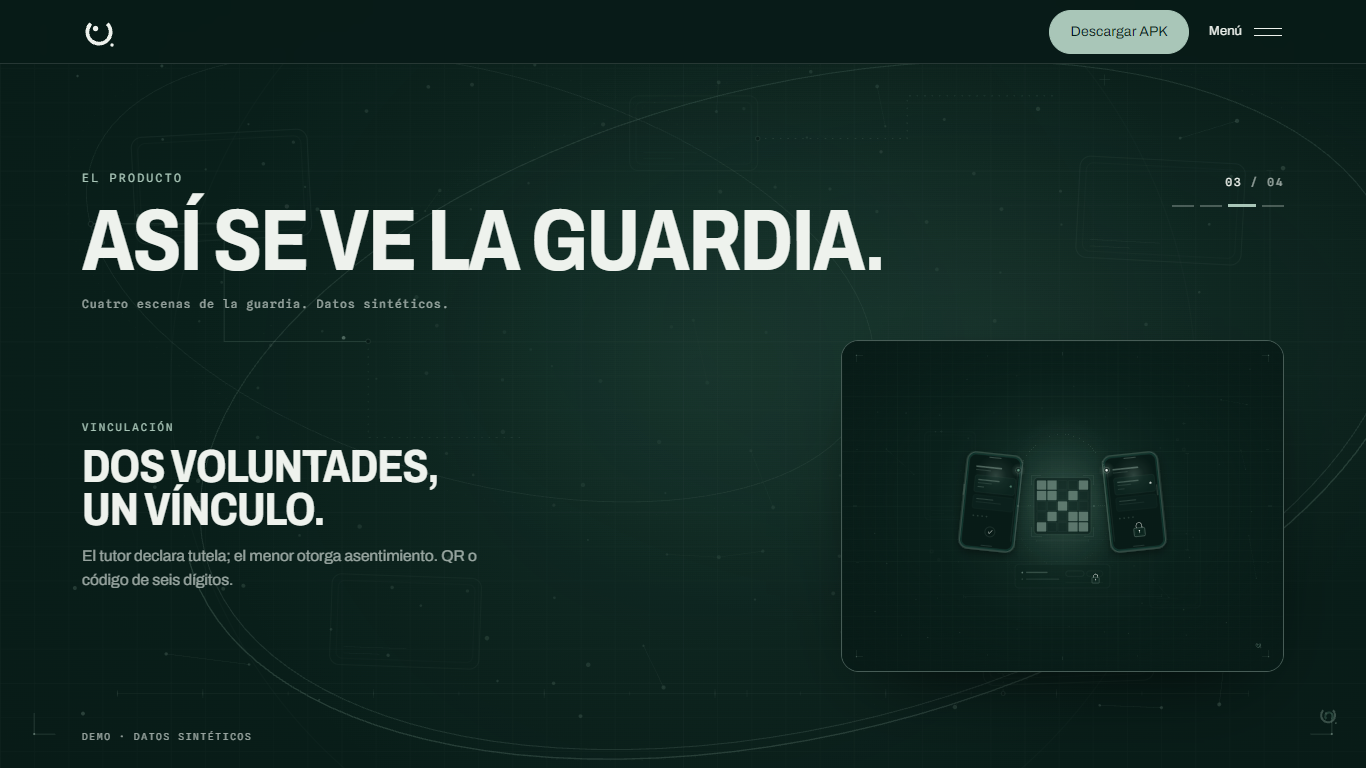 Descargar APK
Menú
EL PRODUCTO
03 / 04
ASÍ SE VE LA GUARDIA.
Cuatro escenas de la guardia. Datos sintéticos.
VINCULACIÓN
DOS VOLUNTADES,
UN VÍNCULO.
El tutor declara tutela; el menor otorga asentimiento. QR o
código de seis dígitos.
DEMO · DATOS SINTÉTICOS